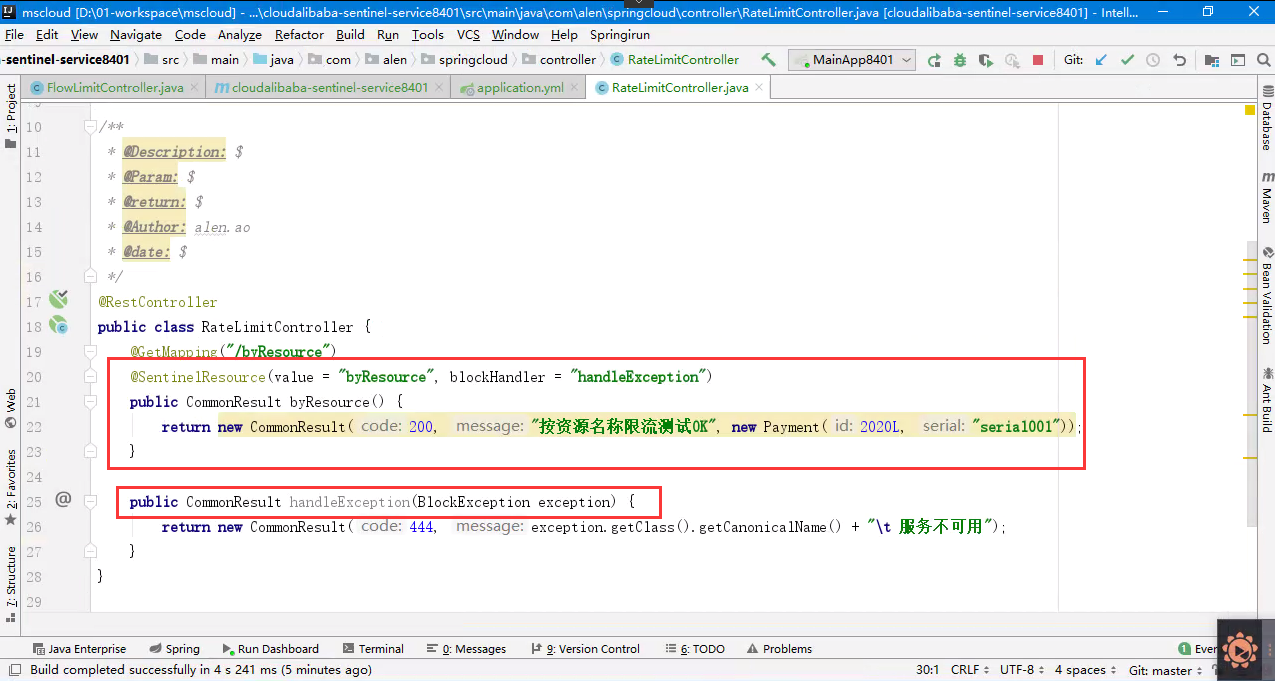 mscloud [D:\01-workspace\mscloud] - ...\cloudalibaba-sentinel-service8401\src\main\java\com\alen\springcloud\controller\RateLimitController.java [cloudalibaba-sentinel-service8401] - Intell...
File Edit View Navigate Code Analyze Refactor Build Run Tools VCS Window Help Springirun
-sentinel-service8401 src main java com alen springcloud controller RateLimitController MainApp8401 Git:
FlowLimitController.java cloudalibaba-sentinel-service8401 application.yml RateLimitController.java
1: Project
Web
2: Favorites
7: Structure
10 /**
11 * @Description: $
12 * @Param: $
13 * @return: $
14 * @Author: alen.ao
15 * @date: $
16 */
17 @RestController
18 public class RateLimitController {
19 @GetMapping("/byResource")
20 @SentinelResource(value = "byResource", blockHandler = "handleException")
21 public CommonResult byResource() {
22 return new CommonResult( code: 200, message: "按资源名称限流测试OK", new Payment( id: 2020L, serial: "serial001"));
23 }
24
25 public CommonResult handleException(BlockException exception) {
26 return new CommonResult( code: 444, message: exception.getClass().getCanonicalName() + "\t 服务不可用");
27 }
28 }
29
Database
Maven
Bean Validation
Ant Build
Java Enterprise Spring Run Dashboard Terminal 0: Messages 9: Version Control 6: TODO Problems 1 Ever
Build completed successfully in 4 s 241 ms (5 minutes ago) 30:1 CRLF UTF-8 4 spaces Git: master